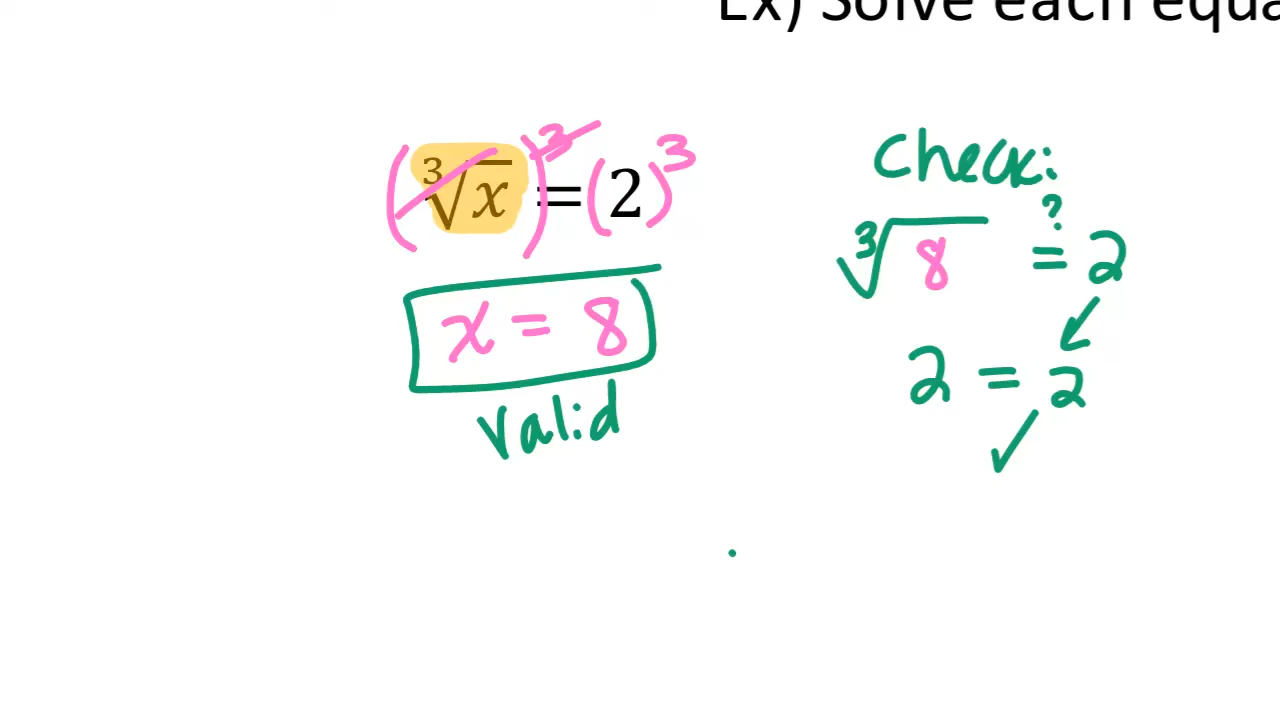 Ex) Solve each equa
(∛x)³ = (2)³
x = 8
valid
Check:
∛8 ≟ 2
2 = 2
✓